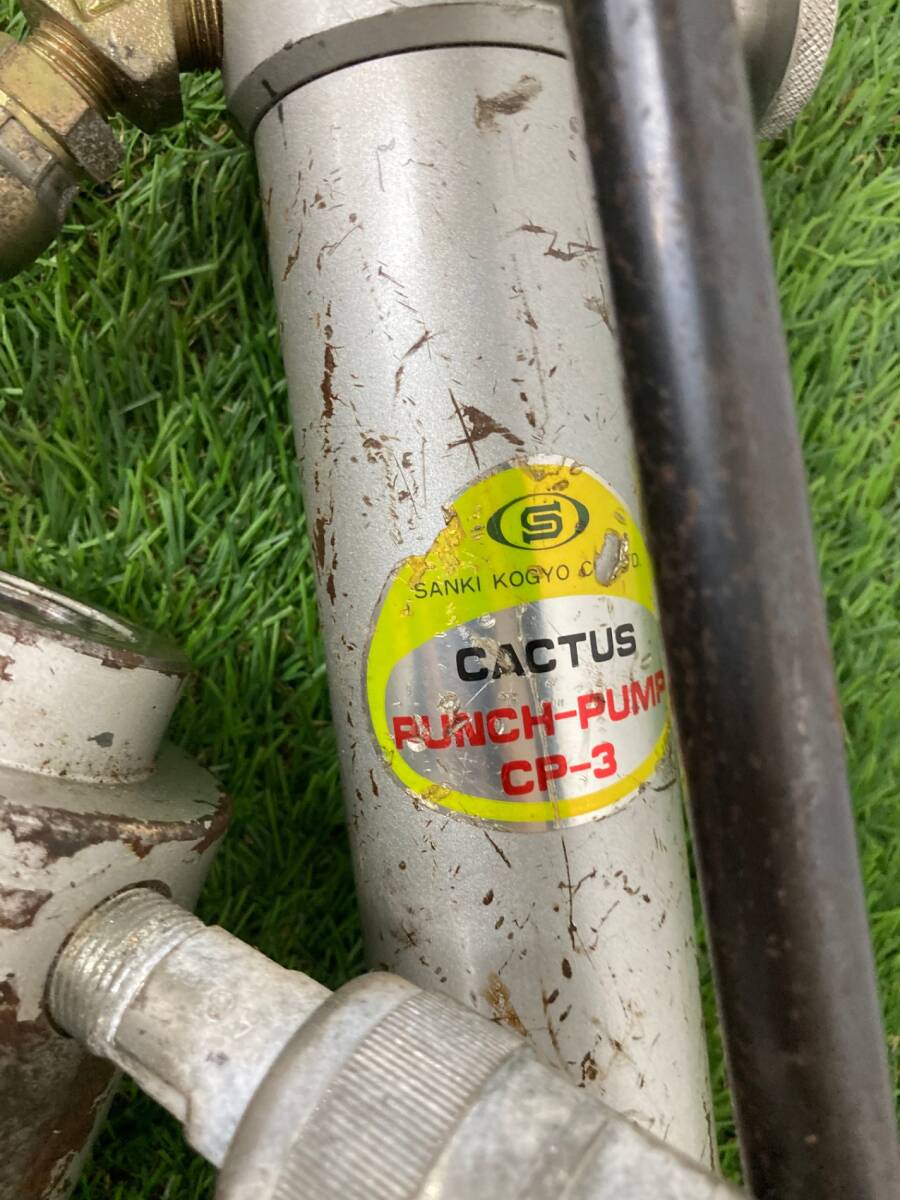 S
SANKI KOGYO
CACTUS
PUNCH-PUMP
CP-3